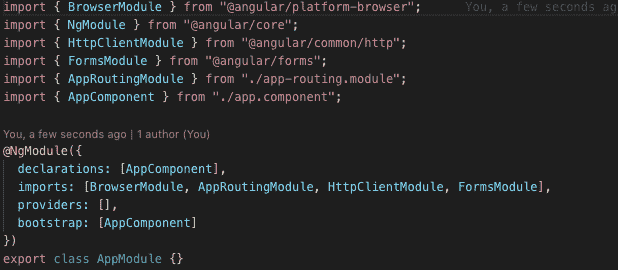 import { BrowserModule } from "@angular/platform-browser"; You, a few seconds ag
import { NgModule } from "@angular/core";
import { HttpClientModule } from "@angular/common/http";
import { FormsModule } from "@angular/forms";
import { AppRoutingModule } from "./app-routing.module";
import { AppComponent } from "./app.component";
You, a few seconds ago | 1 author (You)
@NgModule({
declarations: [AppComponent],
imports: [BrowserModule, AppRoutingModule, HttpClientModule, FormsModule],
providers: [],
bootstrap: [AppComponent]
})
export class AppModule {}